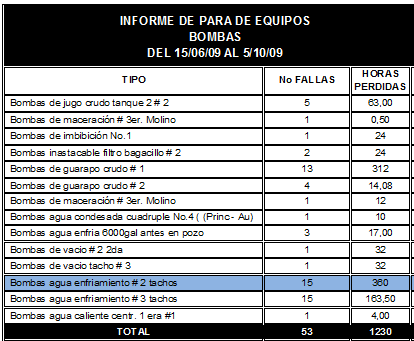 INFORME DE PARA DE EQUIPOS
BOMBAS
DEL 15/06/09 AL 5/10/09
TIPO No FALLAS HORAS PERDIDAS
Bombas de jugo crudo tanque 2 # 2 5 63,00
Bombas de maceración # 3er. Molino 1 0,50
Bombas de imbibición No.1 1 24
Bombas inastacable filtro bagacillo # 2 2 24
Bombas de guarapo crudo # 1 13 312
Bombas de guarapo crudo # 2 4 14,08
Bombas de maceración # 3er. Molino 1 12
Bombas agua condesada cuadruple No.4 ( (Princ - Au) 1 10
Bombas agua enfria 6000gal antes en pozo 3 17,00
Bombas de vacio # 2 2da 1 32
Bombas de vacio tacho # 3 1 32
Bombas agua enfriamiento # 2 tachos 15 360
Bombas agua enfriamiento # 3 tachos 15 163,50
Bombas agua caliente centr. 1 era #1 1 4,00
TOTAL 53 1230